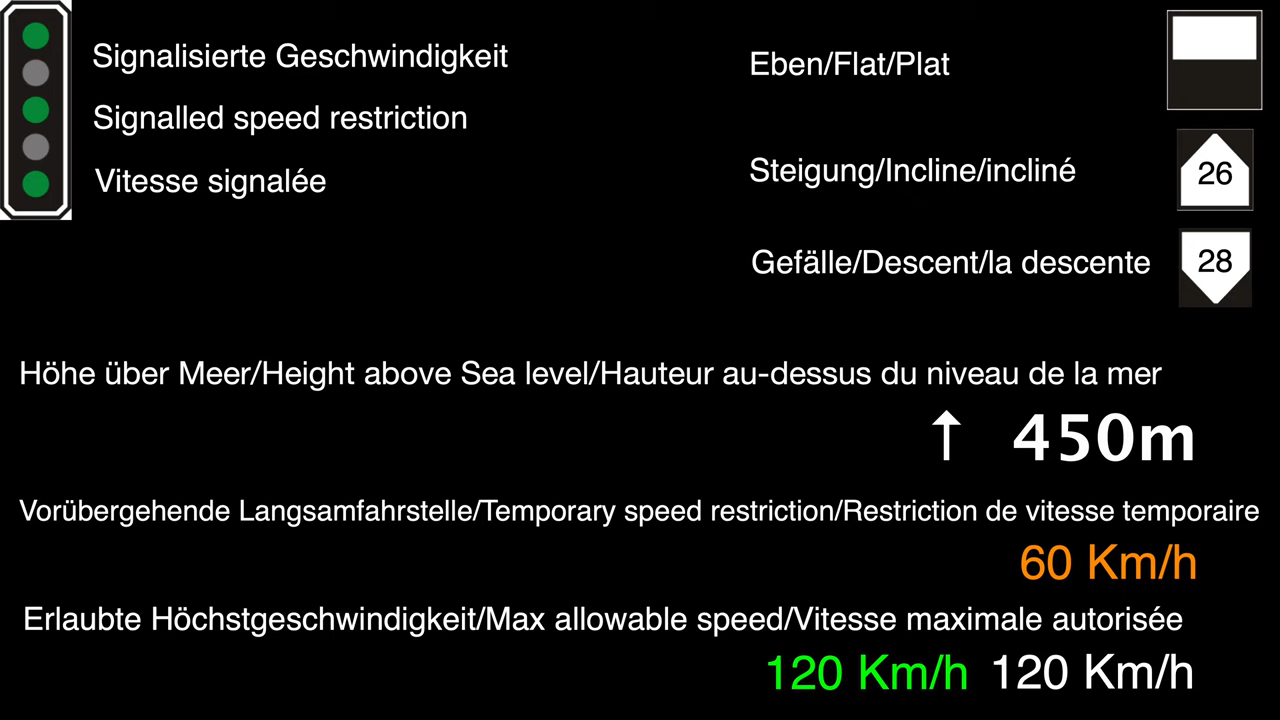 Signalisierte Geschwindigkeit
Signalled speed restriction
Vitesse signalée
Eben/Flat/Plat
Steigung/Incline/incliné
26
Gefälle/Descent/la descente
28
Höhe über Meer/Height above Sea level/Hauteur au-dessus du niveau de la mer
↑ 450m
Vorübergehende Langsamfahrstelle/Temporary speed restriction/Restriction de vitesse temporaire
60 Km/h
Erlaubte Höchstgeschwindigkeit/Max allowable speed/Vitesse maximale autorisée
120 Km/h 120 Km/h